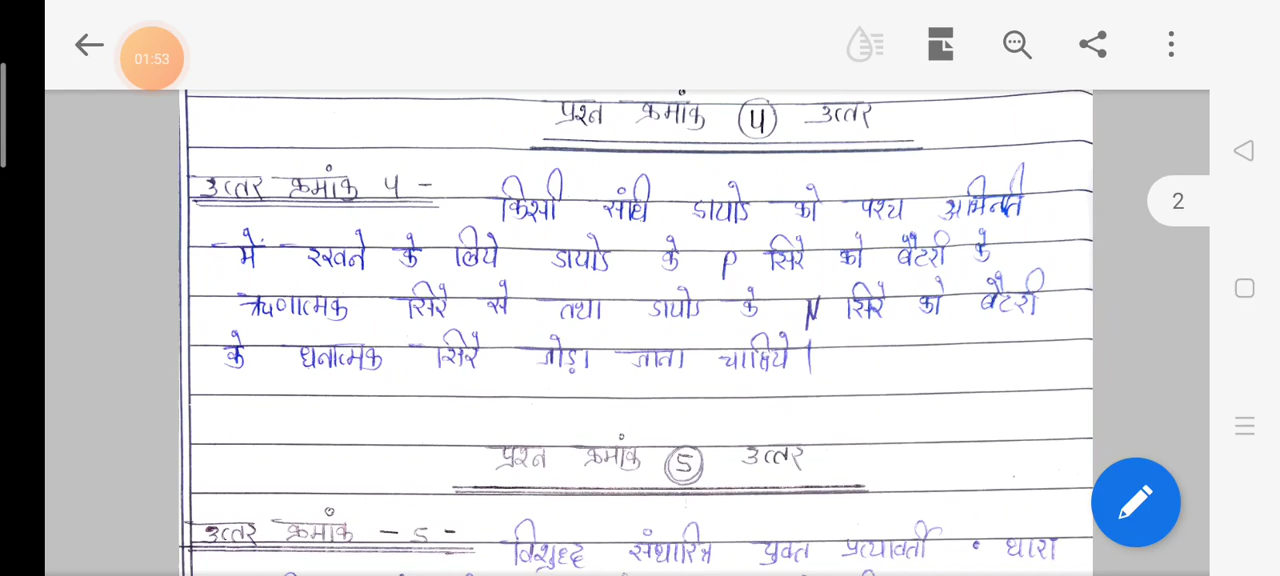 01:53
प्रश्न क्रमांक (4) उत्तर
2
उत्तर क्रमांक 4 - किसी संधि डायोड को पश्च अभिनति
में रखने के लिये डायोड के P सिरे को बैटरी के
ऋणात्मक सिरे से तथा डायोड के N सिरे को बैटरी
के धनात्मक सिरे जोड़ा जाना चाहिये।
प्रश्न क्रमांक (5) उत्तर
उत्तर क्रमांक - 5 - विशुद्ध संधारित्र युक्त प्रत्यावर्ती धारा